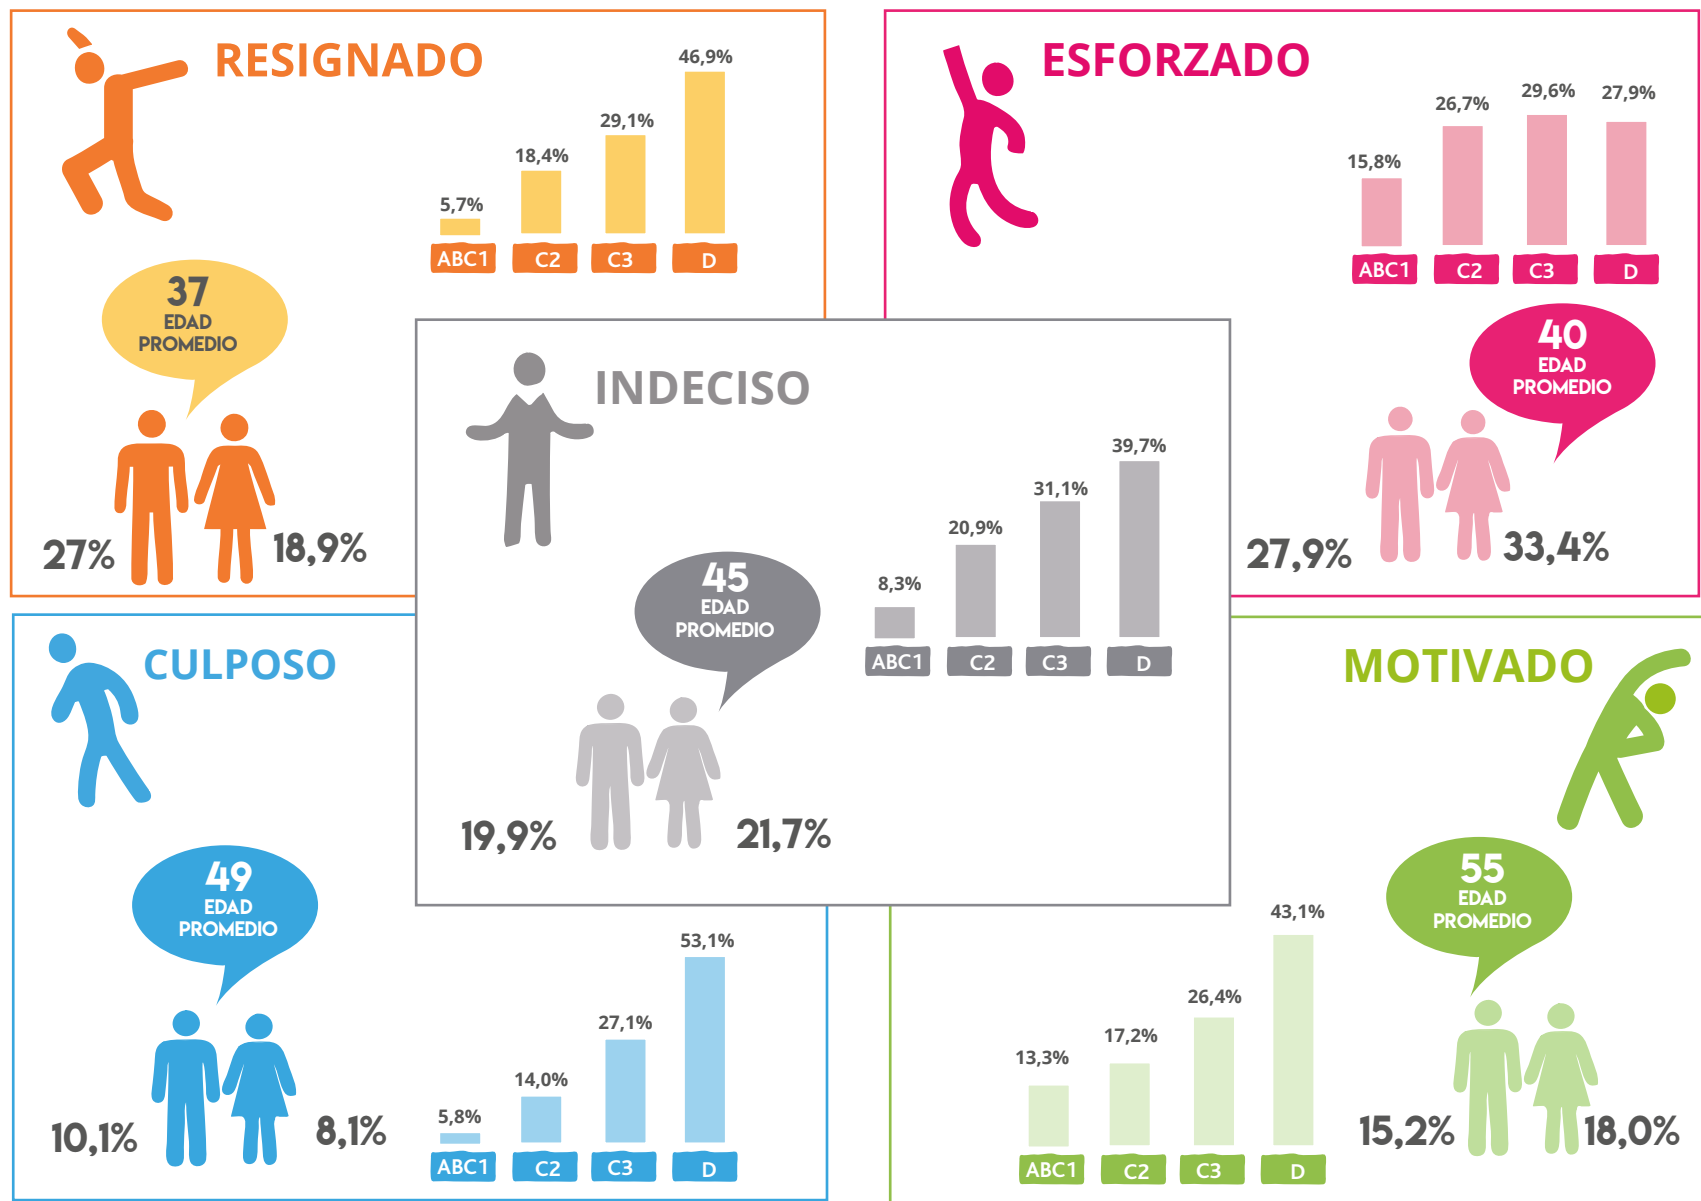 RESIGNADO
46,9%
29,1%
18,4%
5,7%
ABC1 C2 C3 D
37
EDAD
PROMEDIO
27% 18,9%
ESFORZADO
29,6% 27,9%
26,7%
15,8%
ABC1 C2 C3 D
40
EDAD
PROMEDIO
27,9% 33,4%
INDECISO
39,7%
31,1%
20,9%
8,3%
ABC1 C2 C3 D
45
EDAD
PROMEDIO
19,9% 21,7%
CULPOSO
49
EDAD
PROMEDIO
10,1% 8,1%
53,1%
27,1%
14,0%
5,8%
ABC1 C2 C3 D
MOTIVADO
55
EDAD
PROMEDIO
43,1%
26,4%
17,2%
13,3%
ABC1 C2 C3 D
15,2% 18,0%